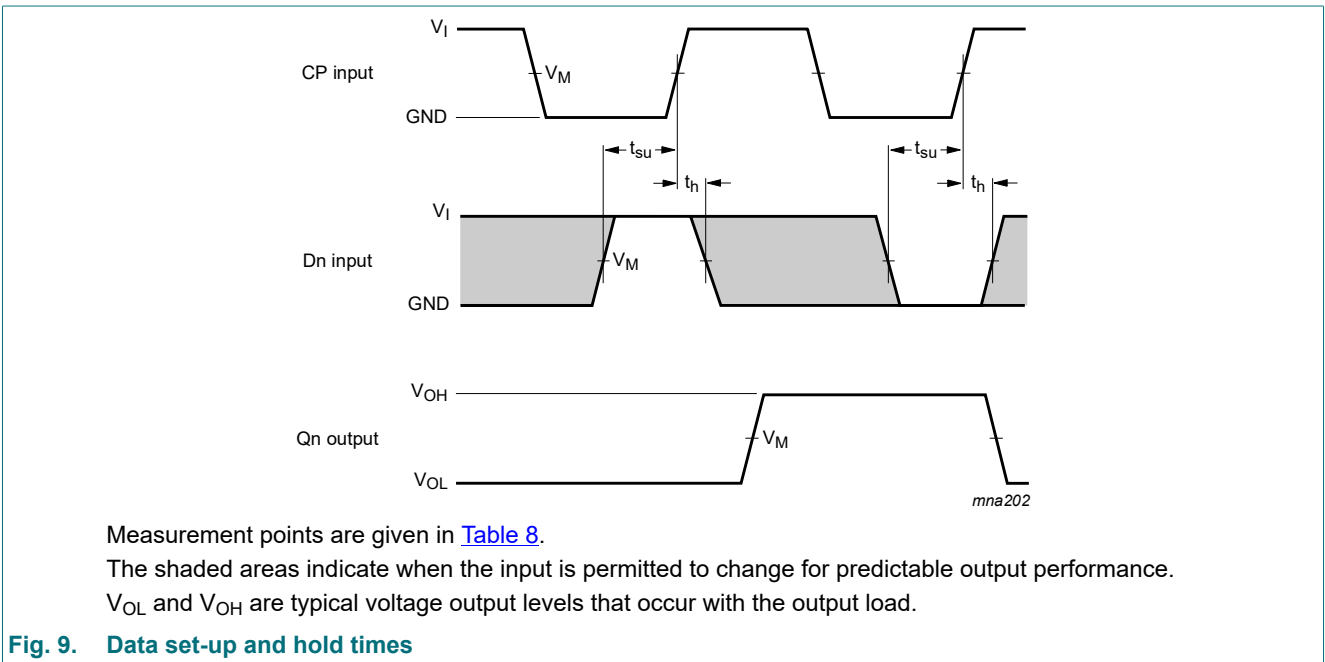 V_I
CP input
V_M
GND
t_su
t_su
t_h
t_h
V_I
Dn input
V_M
GND
V_OH
Qn output
V_M
V_OL
mna202
Measurement points are given in Table 8.
The shaded areas indicate when the input is permitted to change for predictable output performance.
V_OL and V_OH are typical voltage output levels that occur with the output load.
Fig. 9. Data set-up and hold times